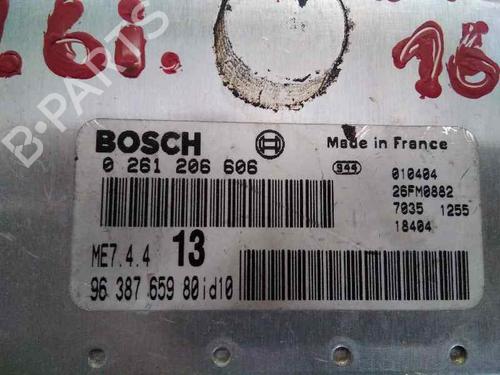 .6i.
16
B-PARTS
BOSCH
Made in France
0 261 206 606
944
010404
26FM0882
7035 1255
18404
ME7.4.4 13
96 387 659 80id10